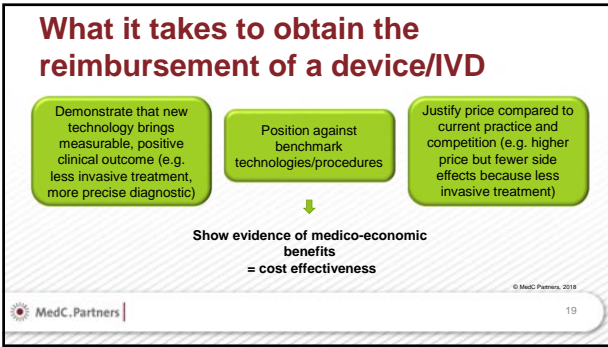 What it takes to obtain the
reimbursement of a device/IVD
Demonstrate that new
technology brings
measurable, positive
clinical outcome (e.g.
less invasive treatment,
more precise diagnostic)
Position against
benchmark
technologies/procedures
Justify price compared to
current practice and
competition (e.g. higher
price but fewer side
effects because less
invasive treatment)
Show evidence of medico-economic
benefits
= cost effectiveness
© MedC Partners, 2018
MedC.Partners
19